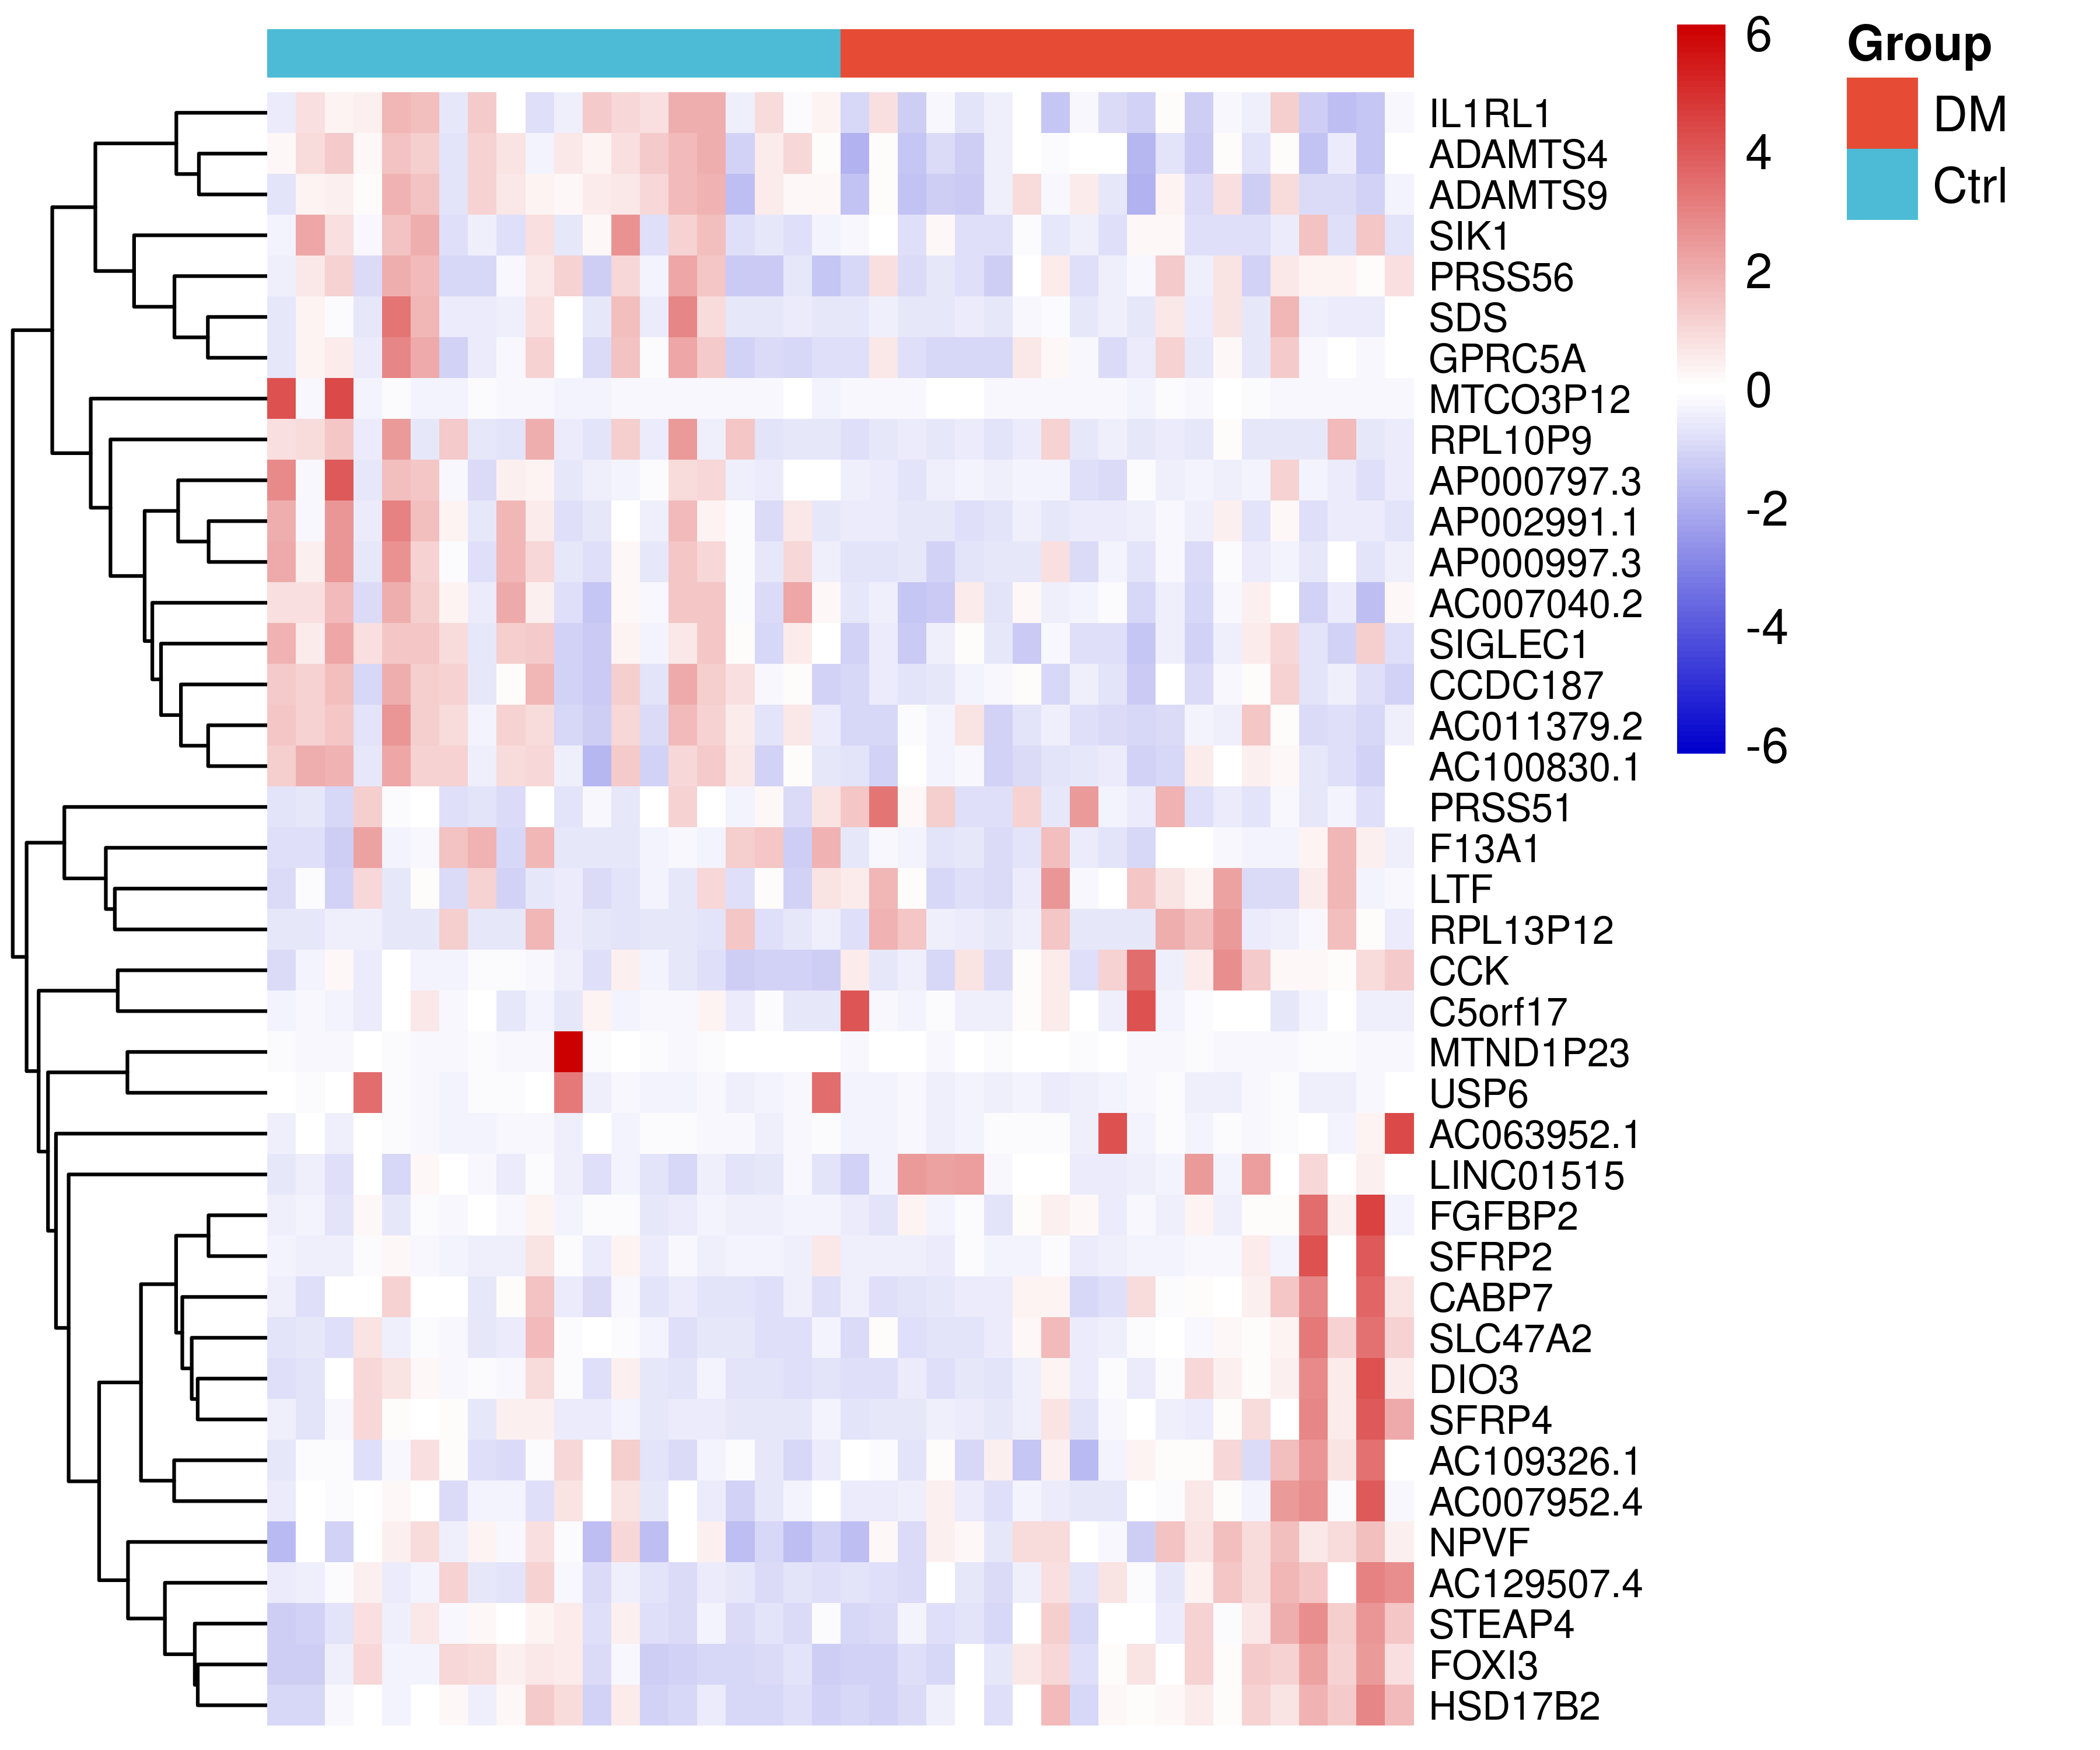 IL1RL1
ADAMTS4
ADAMTS9
SIK1
PRSS56
SDS
GPRC5A
MTCO3P12
RPL10P9
AP000797.3
AP002991.1
AP000997.3
AC007040.2
SIGLEC1
CCDC187
AC011379.2
AC100830.1
PRSS51
F13A1
LTF
RPL13P12
CCK
C5orf17
MTND1P23
USP6
AC063952.1
LINC01515
FGFBP2
SFRP2
CABP7
SLC47A2
DIO3
SFRP4
AC109326.1
AC007952.4
NPVF
AC129507.4
STEAP4
FOXI3
HSD17B2
6
4
2
0
-2
-4
-6
Group
DM
Ctrl